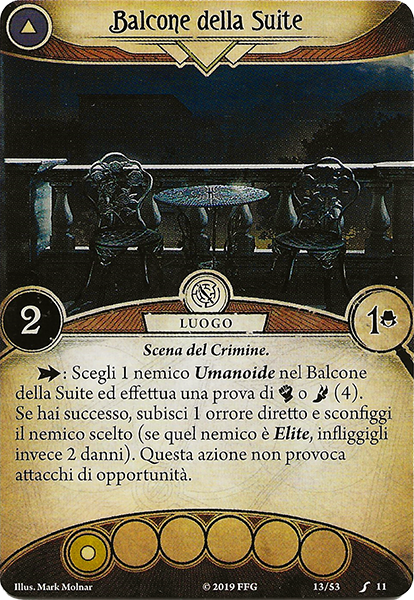 Balcone della Suite
2
LUOGO
1
Scena del Crimine.
: Scegli 1 nemico Umanoide nel Balcone
della Suite ed effettua una prova di o (4).
Se hai successo, subisci 1 orrore diretto e sconfiggi
il nemico scelto (se quel nemico è Elite, infliggigli
invece 2 danni). Questa azione non provoca
attacchi di opportunità.
Illus. Mark Molnar © 2019 FFG 13/53 11